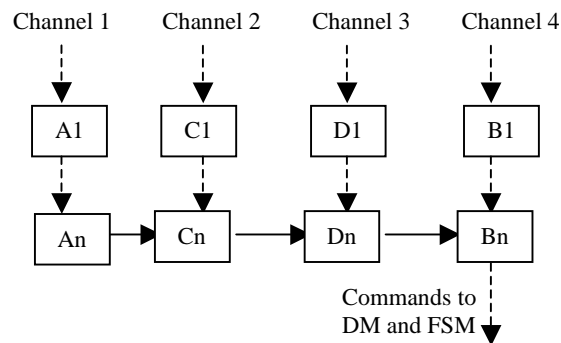 Channel 1 Channel 2 Channel 3 Channel 4
A1 C1 D1 B1
An Cn Dn Bn
Commands to
DM and FSM